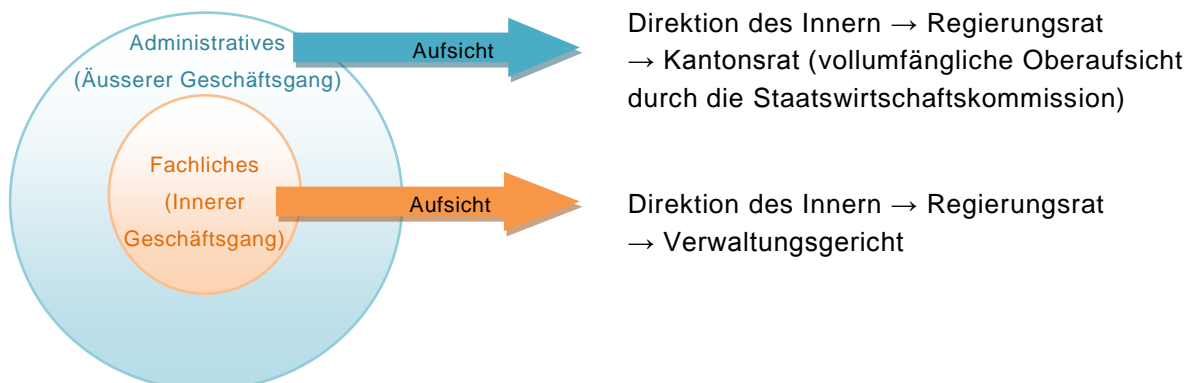 Administratives
(Äusserer Geschäftsgang)
Aufsicht
Direktion des Innern → Regierungsrat
→ Kantonsrat (vollumfängliche Oberaufsicht
durch die Staatswirtschaftskommission)
Fachliches
(Innerer
Geschäftsgang)
Aufsicht
Direktion des Innern → Regierungsrat
→ Verwaltungsgericht